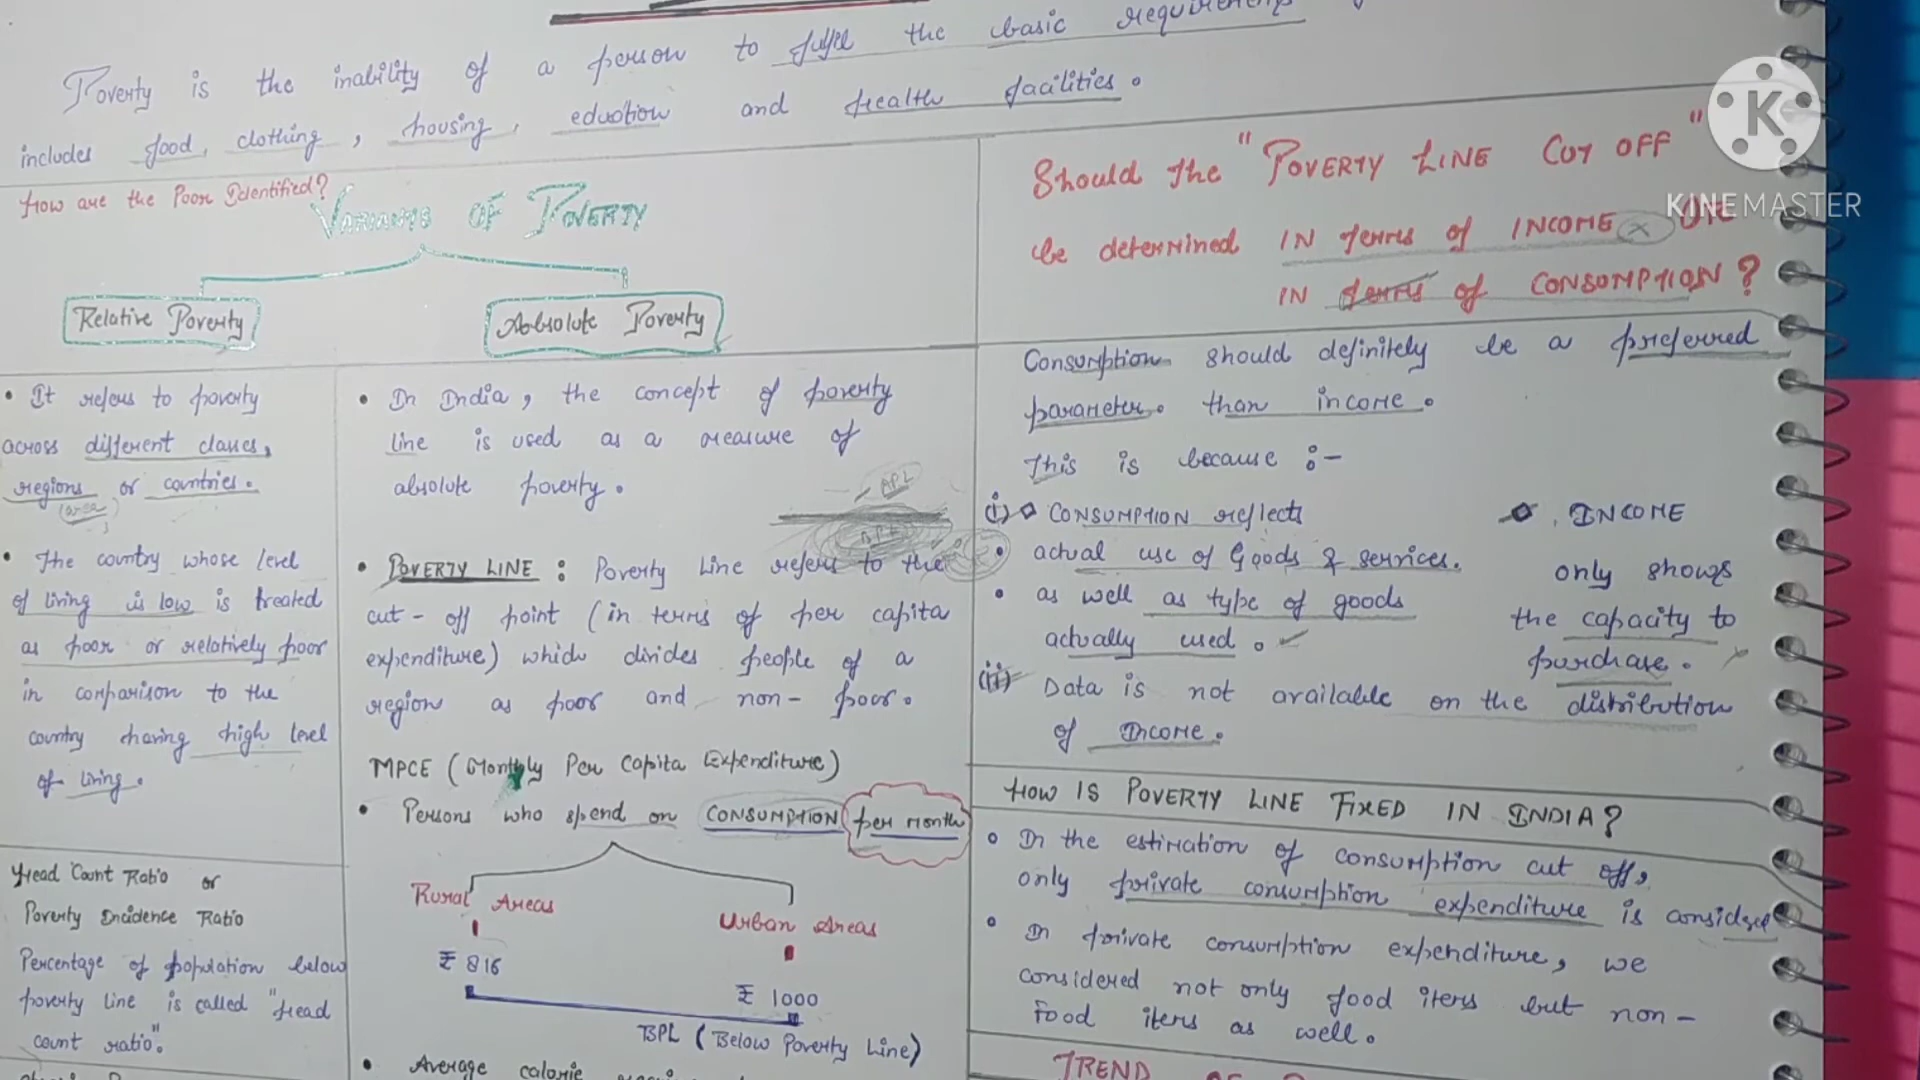 Poverty is the inability of a person to fulfil the basic requirements
includes food, clothing, housing, eduction and health facilities.
How are the Poor Identified?
VARIANTS OF POVERTY
Relative Poverty
Absolute Poverty
• It refers to poverty
across different classes,
regions or countries.
(area)
• The country whose level
of living is low is treated
as poor or relatively poor
in comparison to the
country having high level
of living.
Head Count Ratio or
Poverty Incidence Ratio
Percentage of population below
poverty line is called "Head
count ratio".
• In India, the concept of poverty
line is used as a measure of
absolute poverty.
APL
BPL
• POVERTY LINE : Poverty Line refers to the
cut-off point (in terms of per capita
expenditure) which divides people of a
region as poor and non-poor.
MPCE (Monthly Per Capita Expenditure)
• Persons who spend on CONSUMPTION per month
Rural Areas
Urban Areas
₹ 816
₹ 1000
BPL (Below Poverty Line)
• Average calorie
Should the "POVERTY LINE CUT OFF"
be determined IN terms of INCOME OR
IN terms of CONSUMPTION?
Consumption should definitely be a preferred
parameter. than income.
This is because :-
(i) CONSUMPTION reflects
• actual use of Goods & services.
• as well as type of goods
actually used.
INCOME
only shows
the capacity to
purchase.
(ii) Data is not available on the distribution
of Income.
HOW IS POVERTY LINE FIXED IN INDIA?
• In the estimation of consumption cut off,
only private consumption expenditure is considered
• In private consumption expenditure, we
considered not only food items but non-
food items as well.
TREND OF
K
KINEMASTER